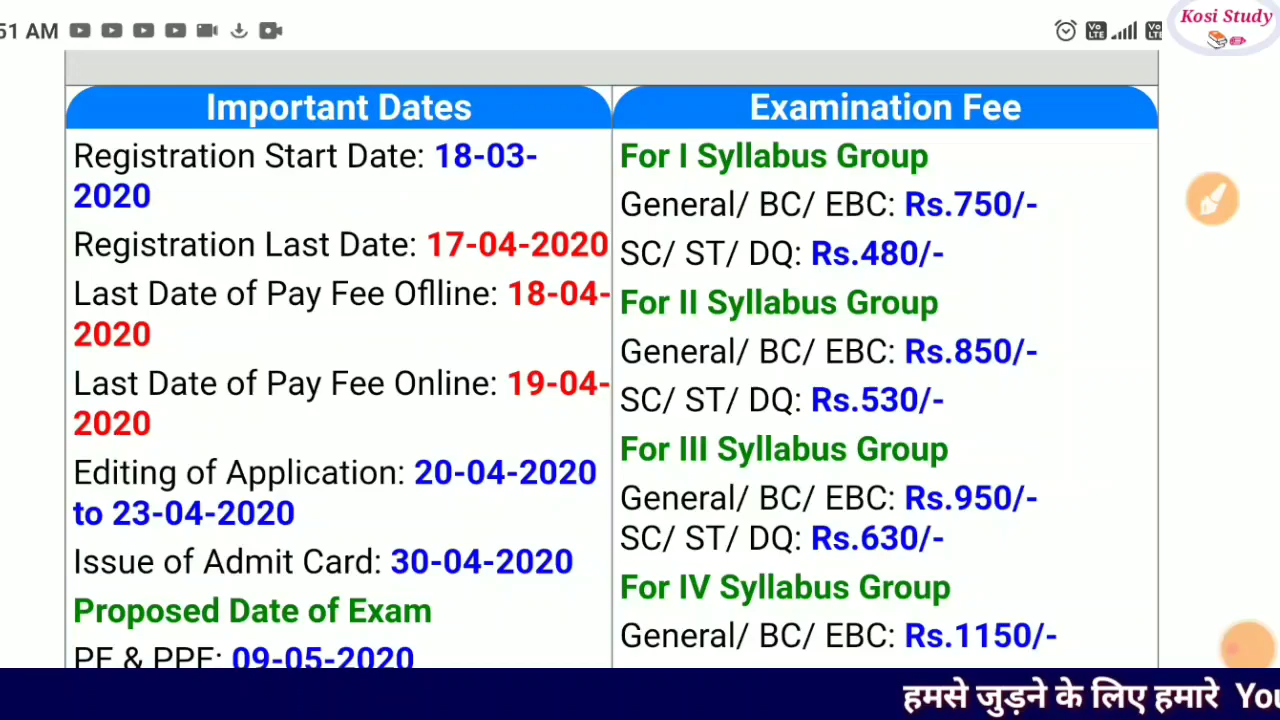 51 AM
Kosi Study
Important Dates
Registration Start Date: 18-03-
2020
Registration Last Date: 17-04-2020
Last Date of Pay Fee Oflline: 18-04-
2020
Last Date of Pay Fee Online: 19-04-
2020
Editing of Application: 20-04-2020
to 23-04-2020
Issue of Admit Card: 30-04-2020
Proposed Date of Exam
PE & PPE: 09-05-2020
Examination Fee
For I Syllabus Group
General/ BC/ EBC: Rs.750/-
SC/ ST/ DQ: Rs.480/-
For II Syllabus Group
General/ BC/ EBC: Rs.850/-
SC/ ST/ DQ: Rs.530/-
For III Syllabus Group
General/ BC/ EBC: Rs.950/-
SC/ ST/ DQ: Rs.630/-
For IV Syllabus Group
General/ BC/ EBC: Rs.1150/-
हमसे जुड़ने के लिए हमारे You